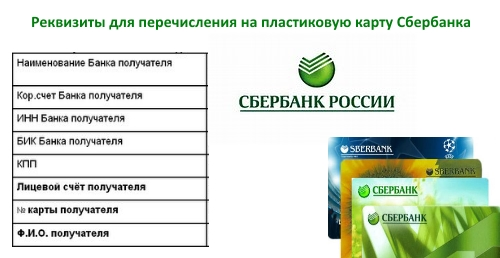 Реквизиты для перечисления на пластиковую карту Сбербанка
Наименование Банка получателя
Кор.счет Банка получателя
ИНН Банка получателя
БИК Банка получателя
КПП
Лицевой счёт получателя
№ карты получателя
Ф.И.О. получателя
СБЕРБАНК РОССИИ
SBERBANK
СБЕРБАНК
СБЕРБАНК
СБЕРБАНК